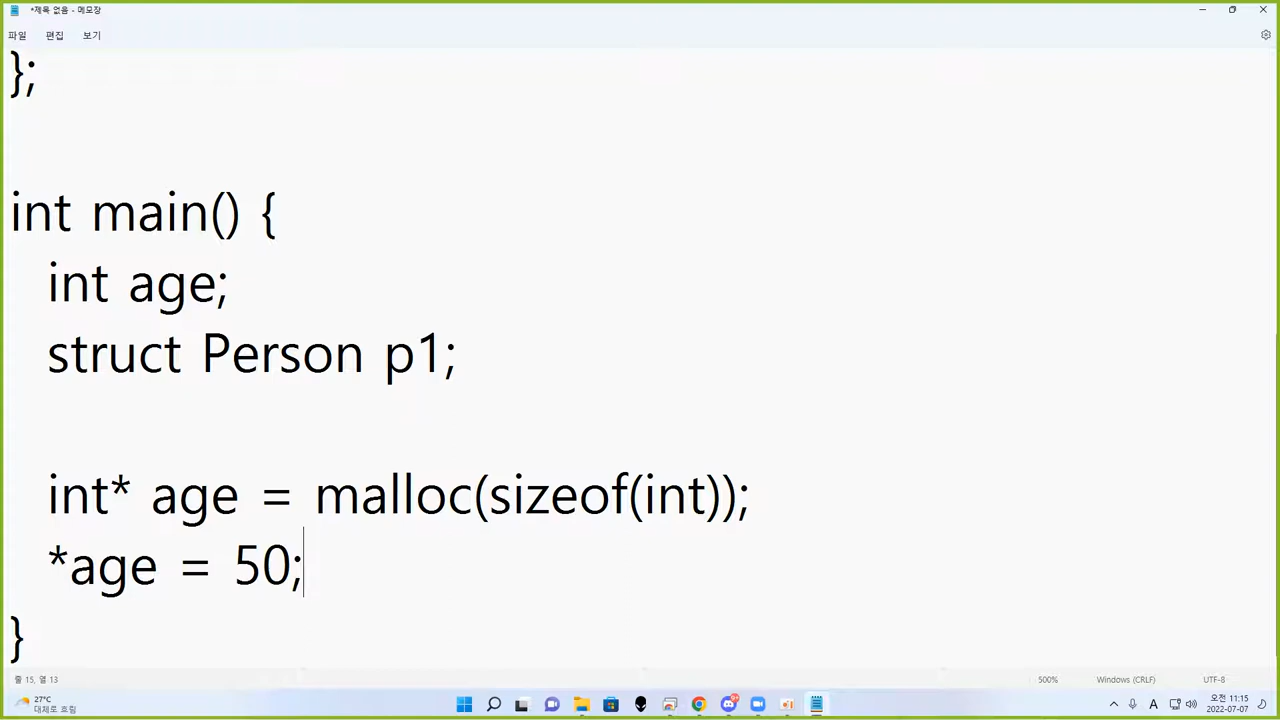 *제목 없음 - 메모장
파일 편집 보기
};
int main() {
int age;
struct Person p1;
int* age = malloc(sizeof(int));
*age = 50;
}
줄 15, 열 13 500% Windows (CRLF) UTF-8
27°C
대체로 흐림
A
오전 11:15
2022-07-07